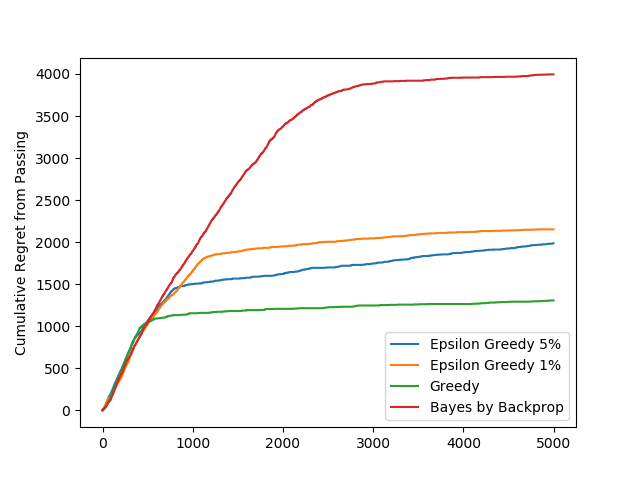 Cumulative Regret from Passing
4000
3500
3000
2500
2000
1500
1000
500
0
0 1000 2000 3000 4000 5000
Epsilon Greedy 5%
Epsilon Greedy 1%
Greedy
Bayes by Backprop